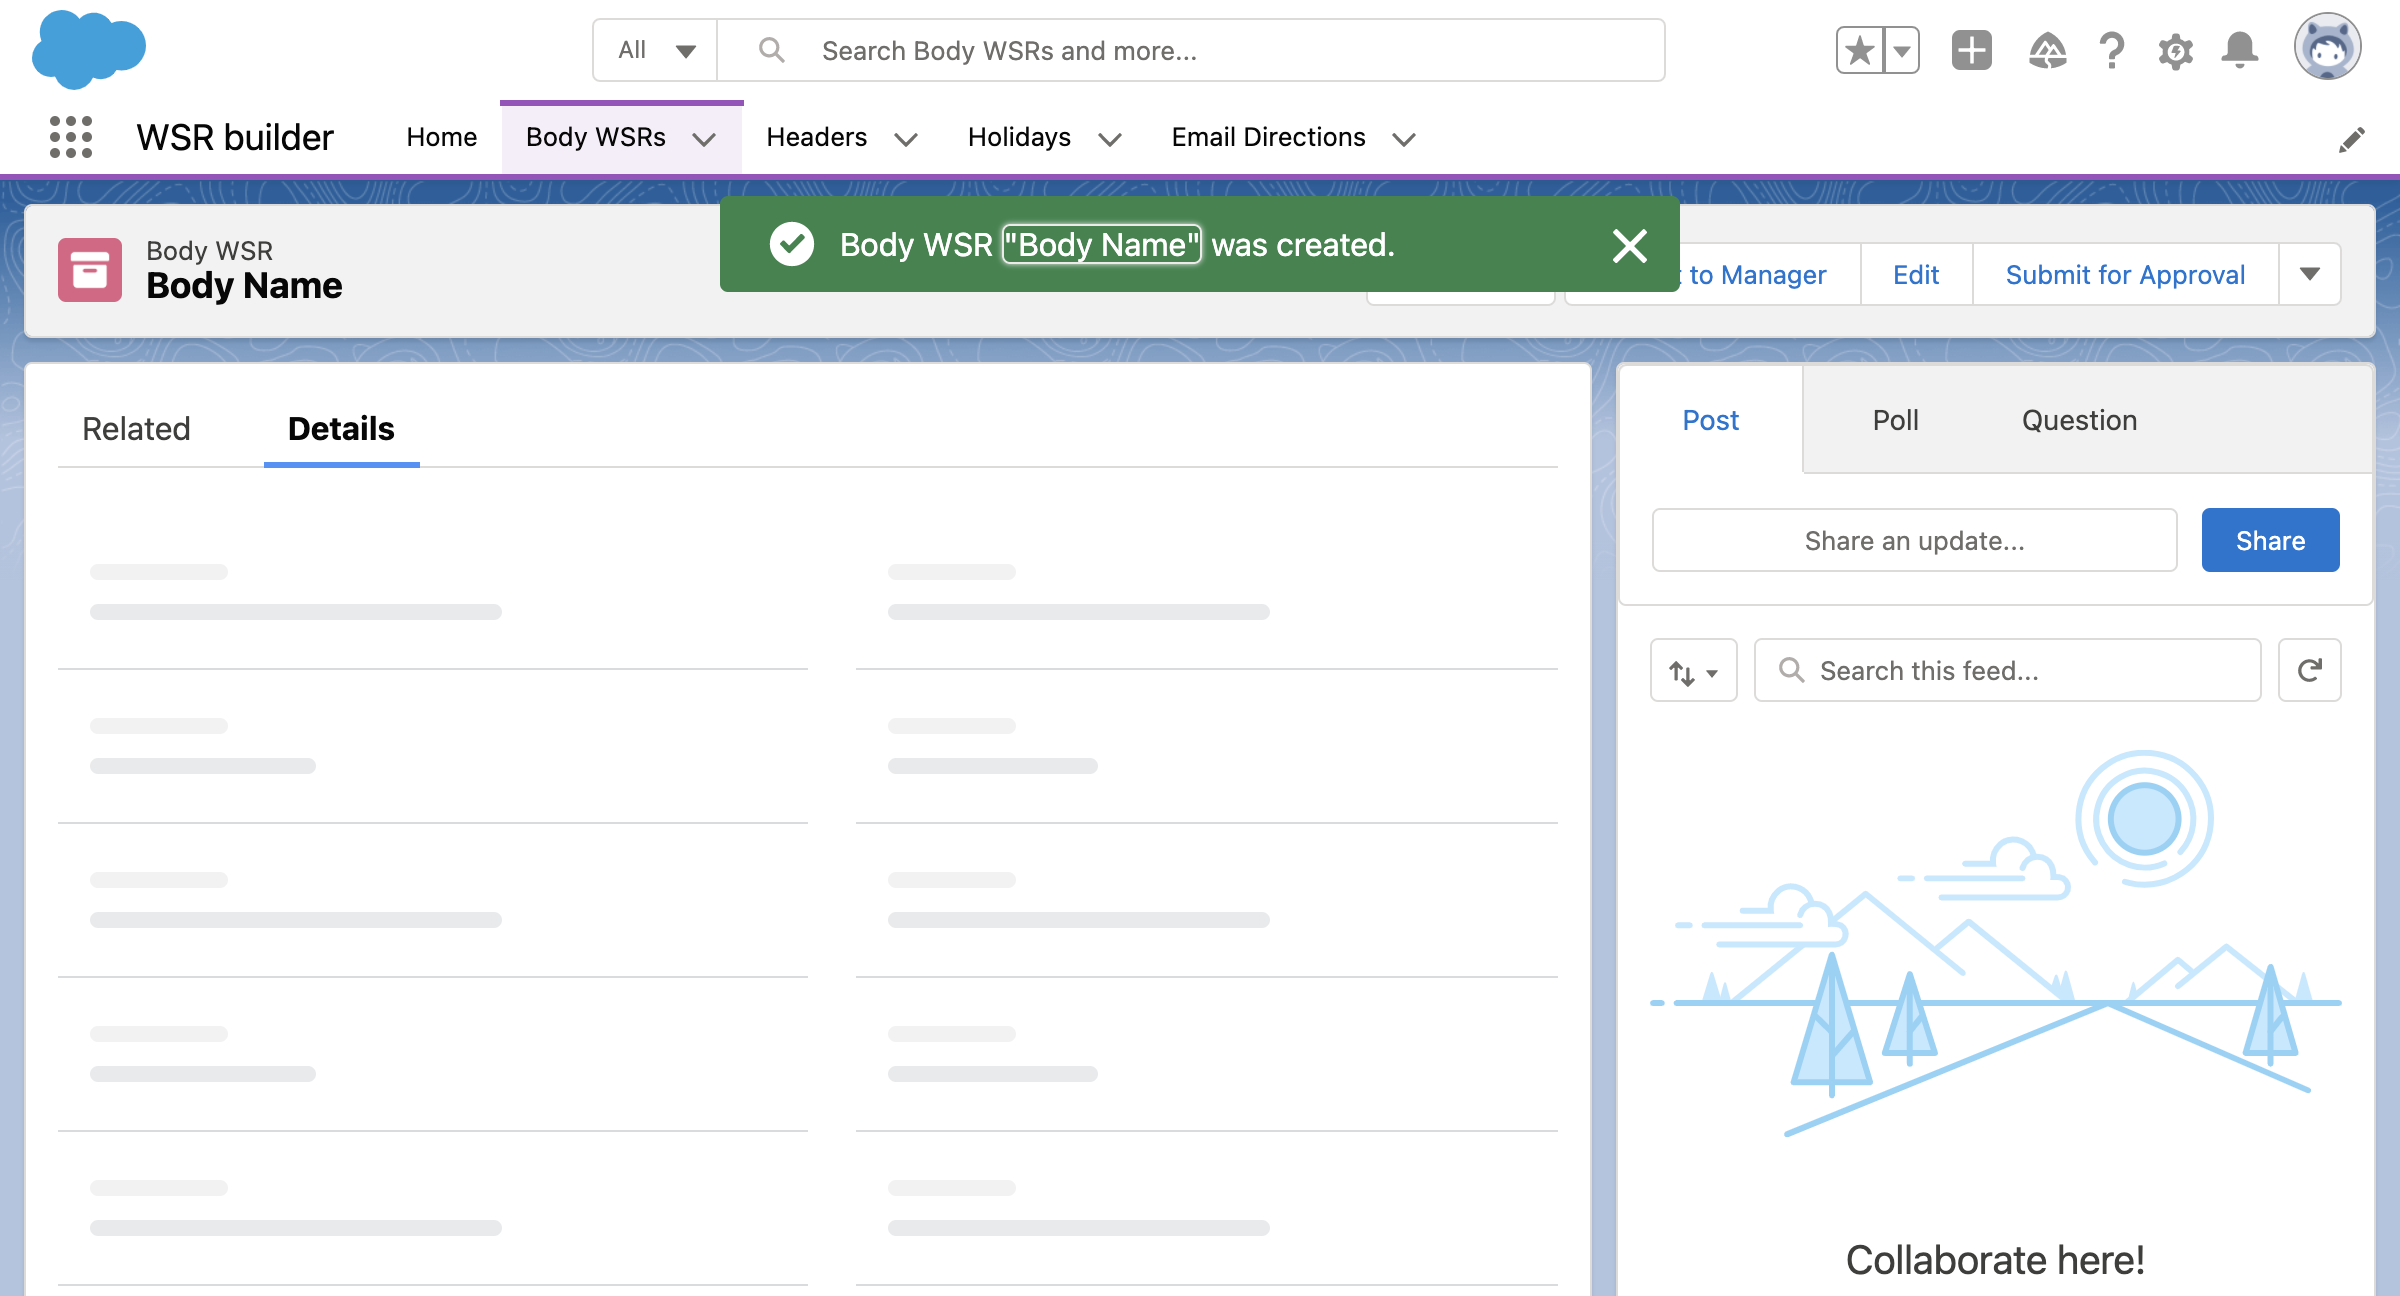 All
Search Body WSRs and more...
WSR builder
Home
Body WSRs
Headers
Holidays
Email Directions
Body WSR "Body Name" was created.
Body WSR
Body Name
to Manager
Edit
Submit for Approval
Related
Details
Post
Poll
Question
Share an update...
Share
Search this feed...
Collaborate here!